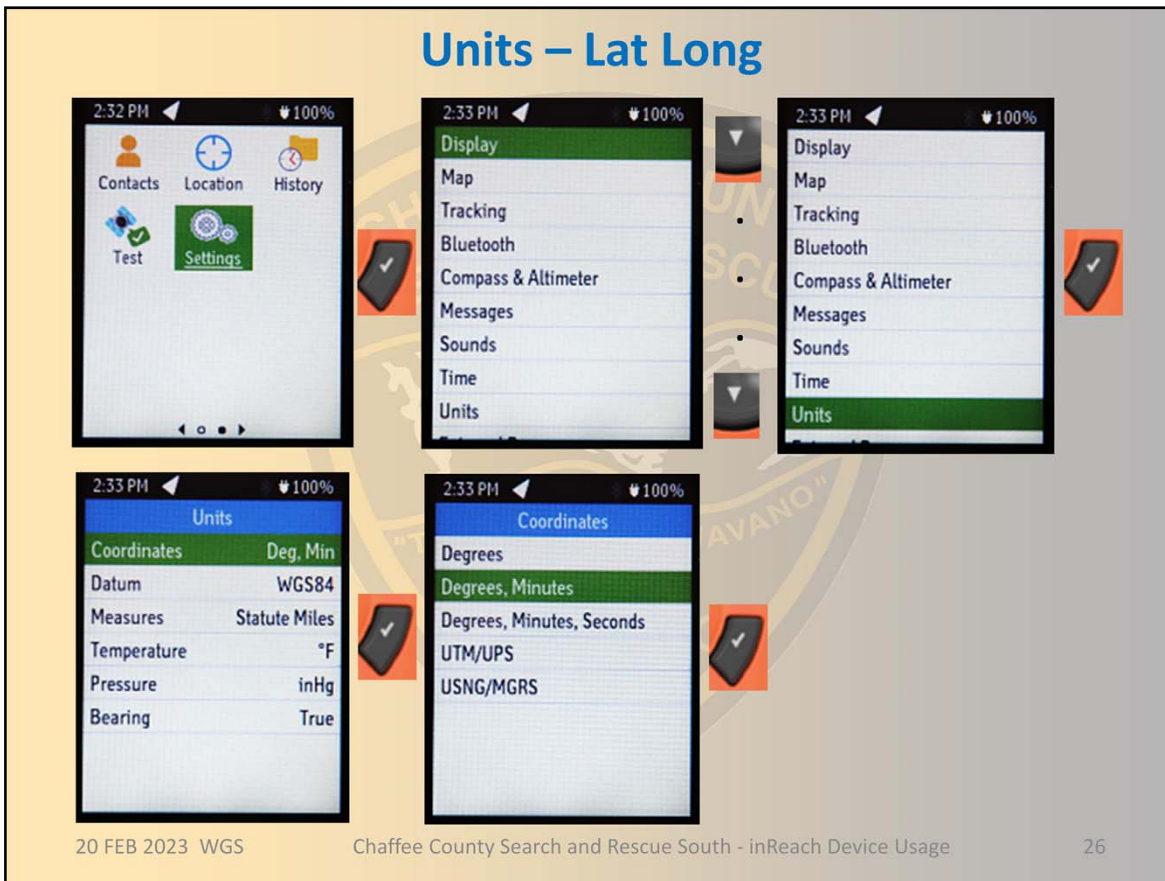 Units – Lat Long
2:32 PM 100%
Contacts Location History
Test Settings
2:33 PM 100%
Display
Map
Tracking
Bluetooth
Compass & Altimeter
Messages
Sounds
Time
Units
2:33 PM 100%
Display
Map
Tracking
Bluetooth
Compass & Altimeter
Messages
Sounds
Time
Units
2:33 PM 100%
Units
Coordinates Deg, Min
Datum WGS84
Measures Statute Miles
Temperature °F
Pressure inHg
Bearing True
2:33 PM 100%
Coordinates
Degrees
Degrees, Minutes
Degrees, Minutes, Seconds
UTM/UPS
USNG/MGRS
20 FEB 2023 WGS Chaffee County Search and Rescue South - inReach Device Usage 26